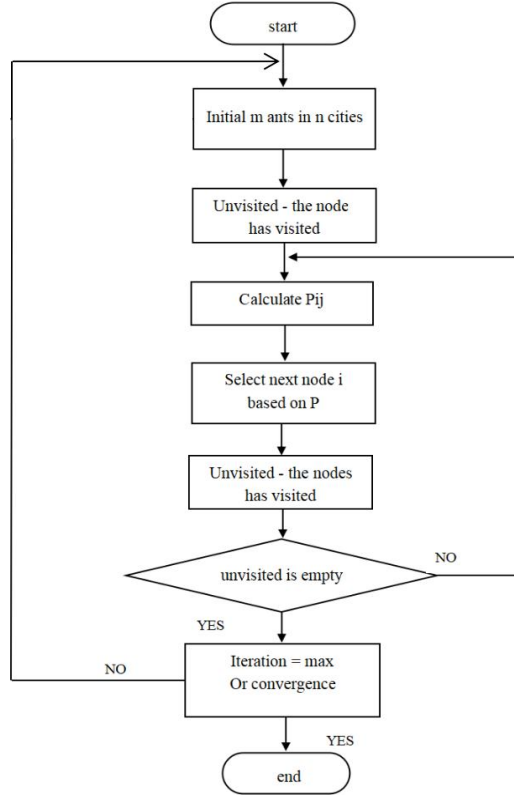 start
Initial m ants in n cities
Unvisited - the node
has visited
Calculate Pij
Select next node i
based on P
Unvisited - the nodes
has visited
unvisited is empty
NO
YES
Iteration = max
Or convergence
NO
YES
end